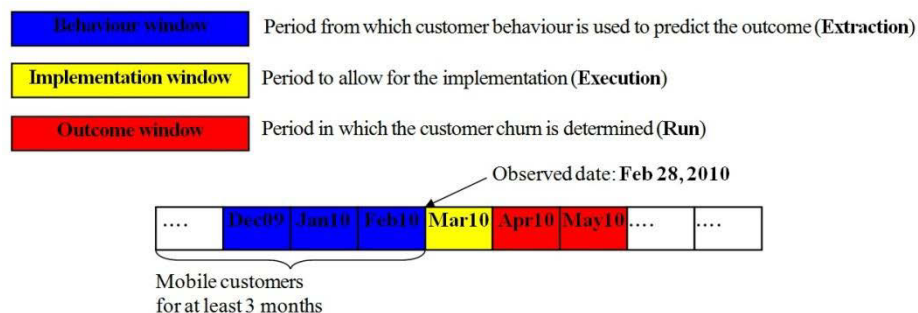 Behaviour window Period from which customer behaviour is used to predict the outcome (Extraction)
Implementation window Period to allow for the implementation (Execution)
Outcome window Period in which the customer churn is determined (Run)
Observed date: Feb 28, 2010
.... Dec09 Jan10 Feb10 Mar10 Apr10 May10 .... ....
Mobile customers
for at least 3 months